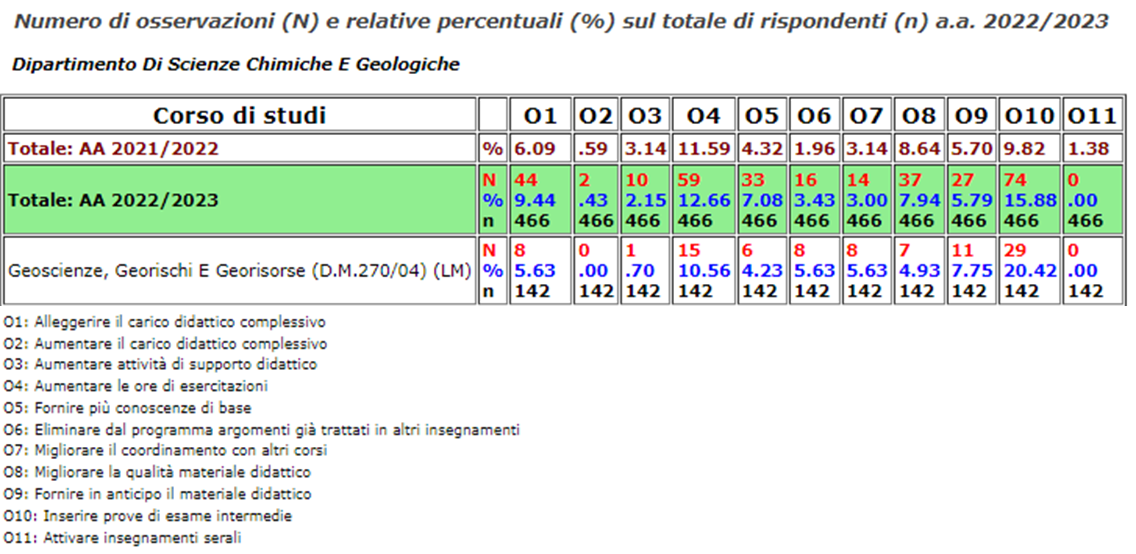 Numero di osservazioni (N) e relative percentuali (%) sul totale di rispondenti (n) a.a. 2022/2023
Dipartimento Di Scienze Chimiche E Geologiche
Corso di studi O1 O2 O3 O4 O5 O6 O7 O8 O9 O10 O11
Totale: AA 2021/2022 % 6.09 .59 3.14 11.59 4.32 1.96 3.14 8.64 5.70 9.82 1.38
N 44 2 10 59 33 16 14 37 27 74 0
Totale: AA 2022/2023 % 9.44 .43 2.15 12.66 7.08 3.43 3.00 7.94 5.79 15.88 .00
n 466 466 466 466 466 466 466 466 466 466 466
N 8 0 1 15 6 8 8 7 11 29 0
Geoscienze, Georischi E Georisorse (D.M.270/04) (LM) % 5.63 .00 .70 10.56 4.23 5.63 5.63 4.93 7.75 20.42 .00
n 142 142 142 142 142 142 142 142 142 142 142
O1: Alleggerire il carico didattico complessivo
O2: Aumentare il carico didattico complessivo
O3: Aumentare attività di supporto didattico
O4: Aumentare le ore di esercitazioni
O5: Fornire più conoscenze di base
O6: Eliminare dal programma argomenti già trattati in altri insegnamenti
O7: Migliorare il coordinamento con altri corsi
O8: Migliorare la qualità materiale didattico
O9: Fornire in anticipo il materiale didattico
O10: Inserire prove di esame intermedie
O11: Attivare insegnamenti serali